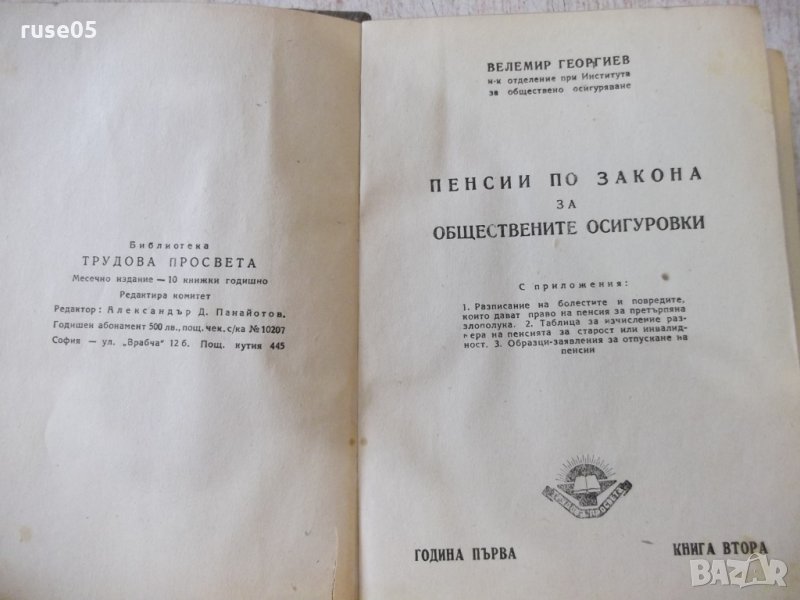 ruse05
Библиотека
ТРУДОВА ПРОСВЕТА
Месечно издание — 10 книжки годишно
Редактира комитет
Редактор: Александър Д. Панайотов.
Годишен абонамент 500 лв., пощ. чек. с/ка № 10207
София — ул. „Врабча" 12 б. Пощ. кутия 445
ВЕЛЕМИР ГЕОРГИЕВ
н-к отделение при Института
за обществено осигуряване
ПЕНСИИ ПО ЗАКОНА
ЗА
ОБЩЕСТВЕНИТЕ ОСИГУРОВКИ
С приложения:
1. Разписание на болестите и повредите,
които дават право на пенсия за претърпяна
злополука. 2. Таблица за изчисление раз-
мера на пенсията за старост или инвалид-
ност. 3. Образци-заявления за отпускане на
пенсии
ГОДИНА ПЪРВА
КНИГА ВТОРА
BAZAR
bg